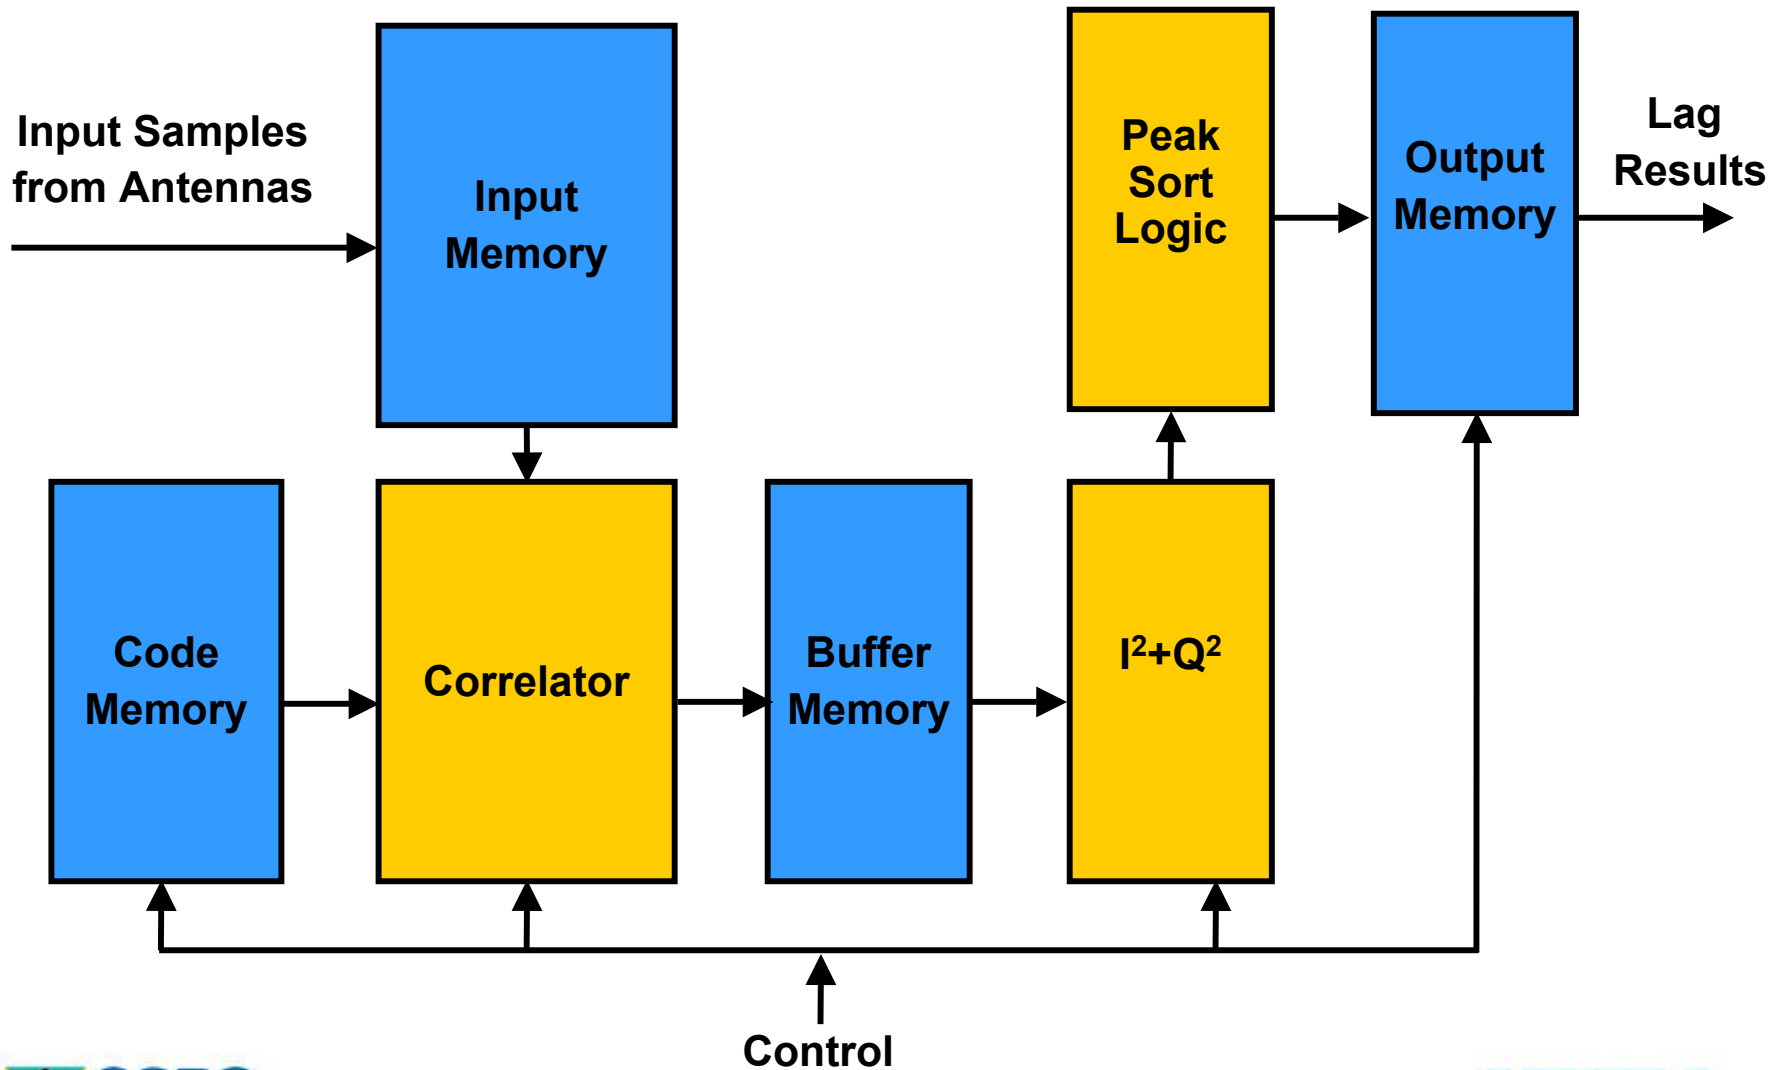 Input Samples
from Antennas
Input
Memory
Peak
Sort
Logic
Output
Memory
Lag
Results
Code
Memory
Correlator
Buffer
Memory
I²+Q²
Control